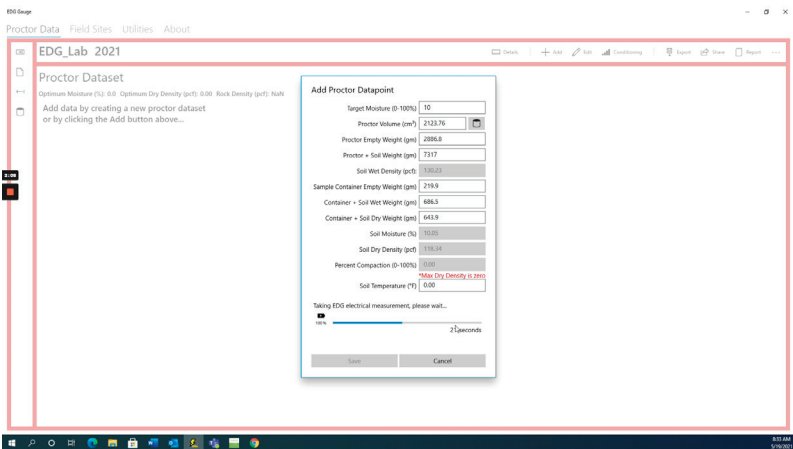 EDG Gauge
Proctor Data Field Sites Utilities About
EDG_Lab 2021
Details Add Edit Conditioning Export Share Report ...
Proctor Dataset
Optimum Moisture (%): 0.0 Optimum Dry Density (pcf): 0.00 Rock Density (pcf): NaN
Add data by creating a new proctor dataset
or by clicking the Add button above...
2:08
Add Proctor Datapoint
Target Moisture (0-100%) 10
Proctor Volume (cm³) 2123.76
Proctor Empty Weight (gm) 2886.8
Proctor + Soil Weight (gm) 7317
Soil Wet Density (pcf): 130.23
Sample Container Empty Weight (gm) 219.9
Container + Soil Wet Weight (gm) 686.5
Container + Soil Dry Weight (gm) 643.9
Soil Moisture (%) 10.05
Soil Dry Density (pcf) 118.34
Percent Compaction (0-100%) 0.00
*Max Dry Density is zero
Soil Temperature (°F) 0.00
Taking EDG electrical measurement, please wait...
100%
seconds
Save Cancel
8:33 AM
5/19/2021